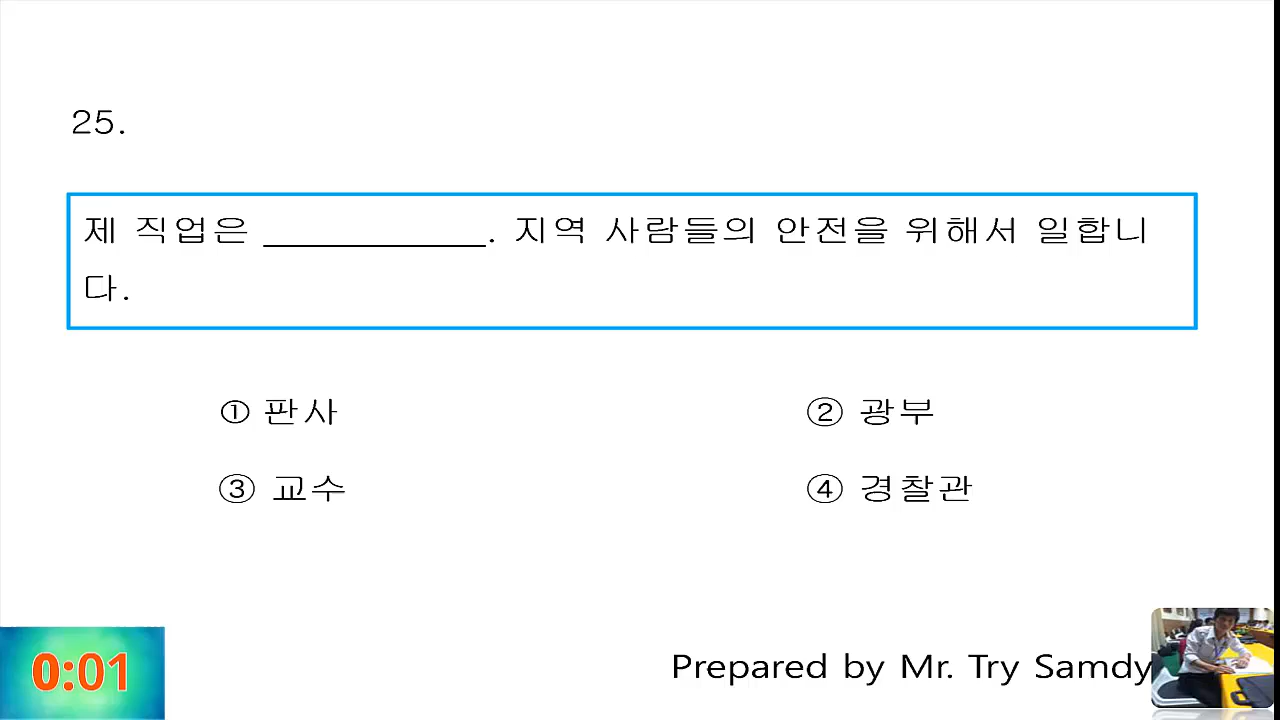 25.
제 직업은 ______________. 지역 사람들의 안전을 위해서 일합니
다.
① 판사 ② 광부
③ 교수 ④ 경찰관
0:01
Prepared by Mr. Try Samdy